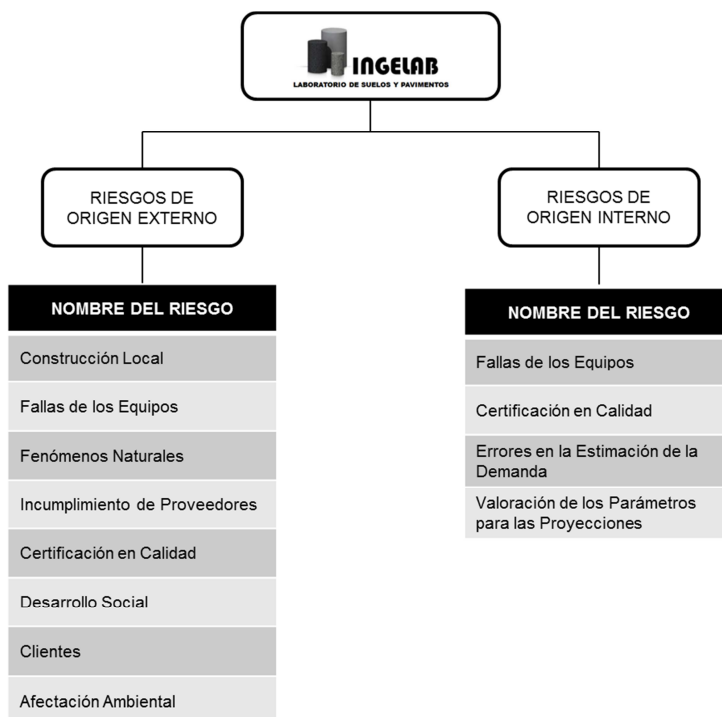 INGELAB
LABORATORIO DE SUELOS Y PAVIMENTOS
RIESGOS DE
ORIGEN EXTERNO
NOMBRE DEL RIESGO
Construcción Local
Fallas de los Equipos
Fenómenos Naturales
Incumplimiento de Proveedores
Certificación en Calidad
Desarrollo Social
Clientes
Afectación Ambiental
RIESGOS DE
ORIGEN INTERNO
NOMBRE DEL RIESGO
Fallas de los Equipos
Certificación en Calidad
Errores en la Estimación de la
Demanda
Valoración de los Parámetros
para las Proyecciones